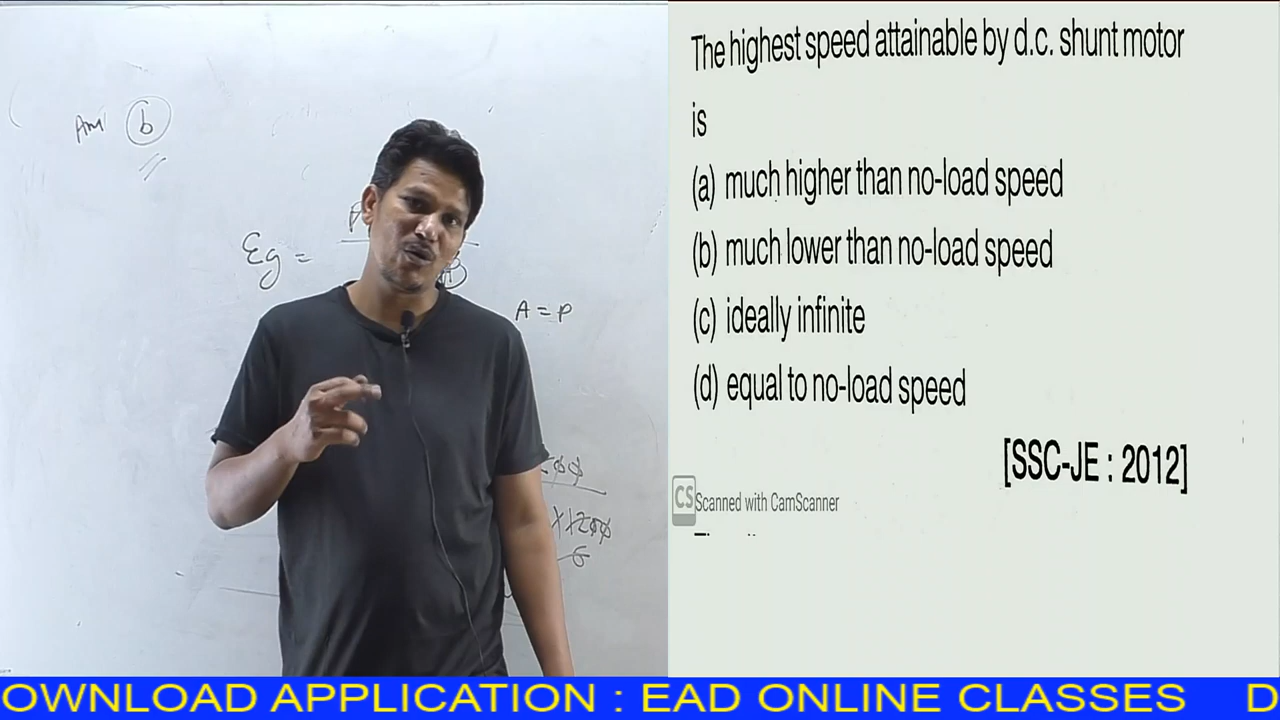 Ans (b)
Eg =
A = P
The highest speed attainable by d.c. shunt motor
is
(a) much higher than no-load speed
(b) much lower than no-load speed
(c) ideally infinite
(d) equal to no-load speed
[SSC-JE : 2012]
CS Scanned with CamScanner
OWNLOAD APPLICATION : EAD ONLINE CLASSES D